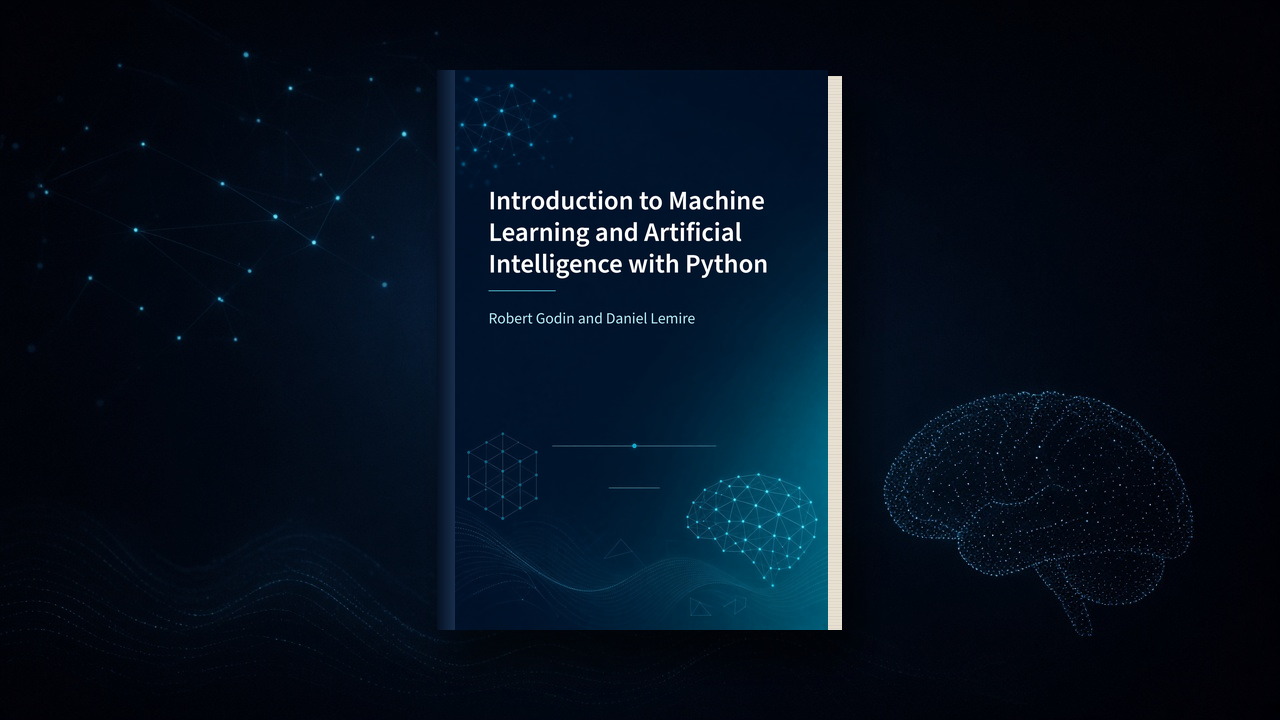 Introduction to Machine
Learning and Artificial
Intelligence with Python
Robert Godin and Daniel Lemire